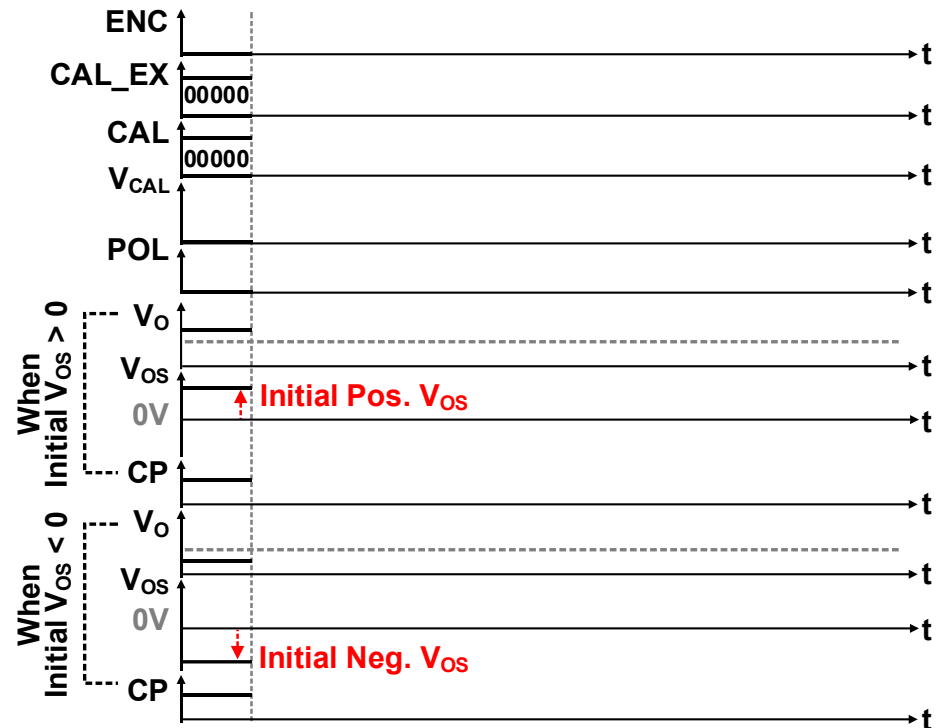 ENC
t
CAL_EX
00000
t
CAL
00000
t
VCAL
t
POL
t
When
Initial VOS > 0
VO
t
VOS
Initial Pos. VOS
0V
t
CP
t
When
Initial VOS < 0
VO
t
VOS
0V
t
Initial Neg. VOS
CP
t